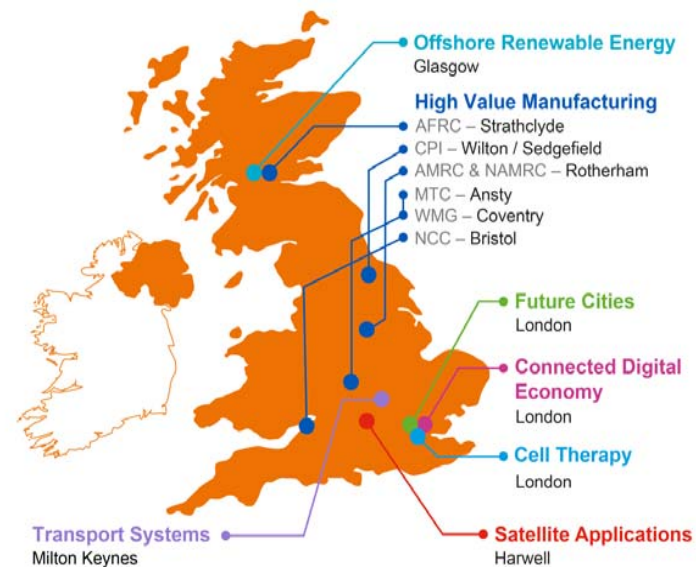 Offshore Renewable Energy
Glasgow
High Value Manufacturing
AFRC – Strathclyde
CPI – Wilton / Sedgefield
AMRC & NAMRC – Rotherham
MTC – Ansty
WMG – Coventry
NCC – Bristol
Future Cities
London
Connected Digital
Economy
London
Cell Therapy
London
Transport Systems
Milton Keynes
Satellite Applications
Harwell